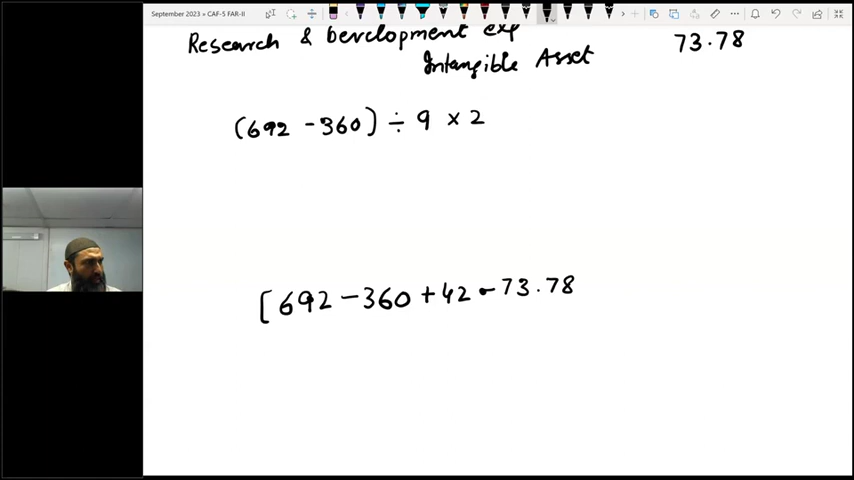 September 2023 » CAF-5 FAR-II
Research & Development exp
Intangible Asset 73.78
(692 - 360) ÷ 9 × 2
[692 - 360 + 42 - 73.78